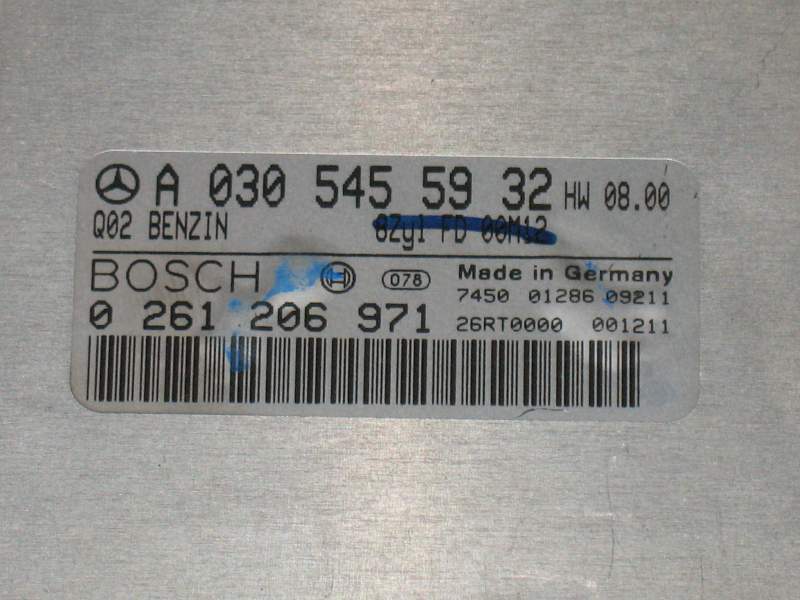 A 030 545 59 32 HW 08.00
Q02 BENZIN 8Zyl FD 00M12
BOSCH 078 Made in Germany
7450 01286 09211
0 261 206 971 26RT0000 001211